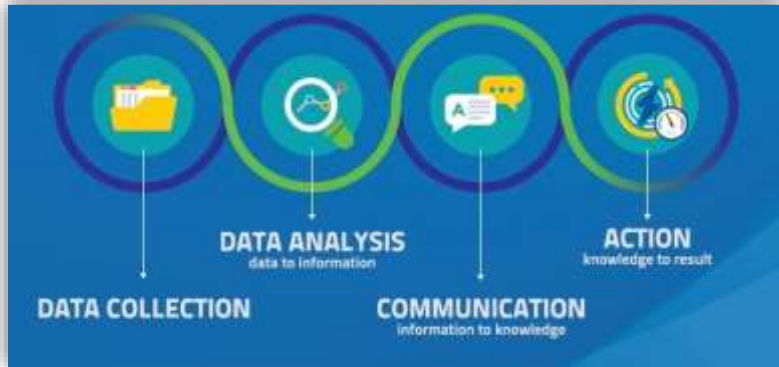 A
DATA COLLECTION
DATA ANALYSIS
data to information
COMMUNICATION
information to knowledge
ACTION
knowledge to result